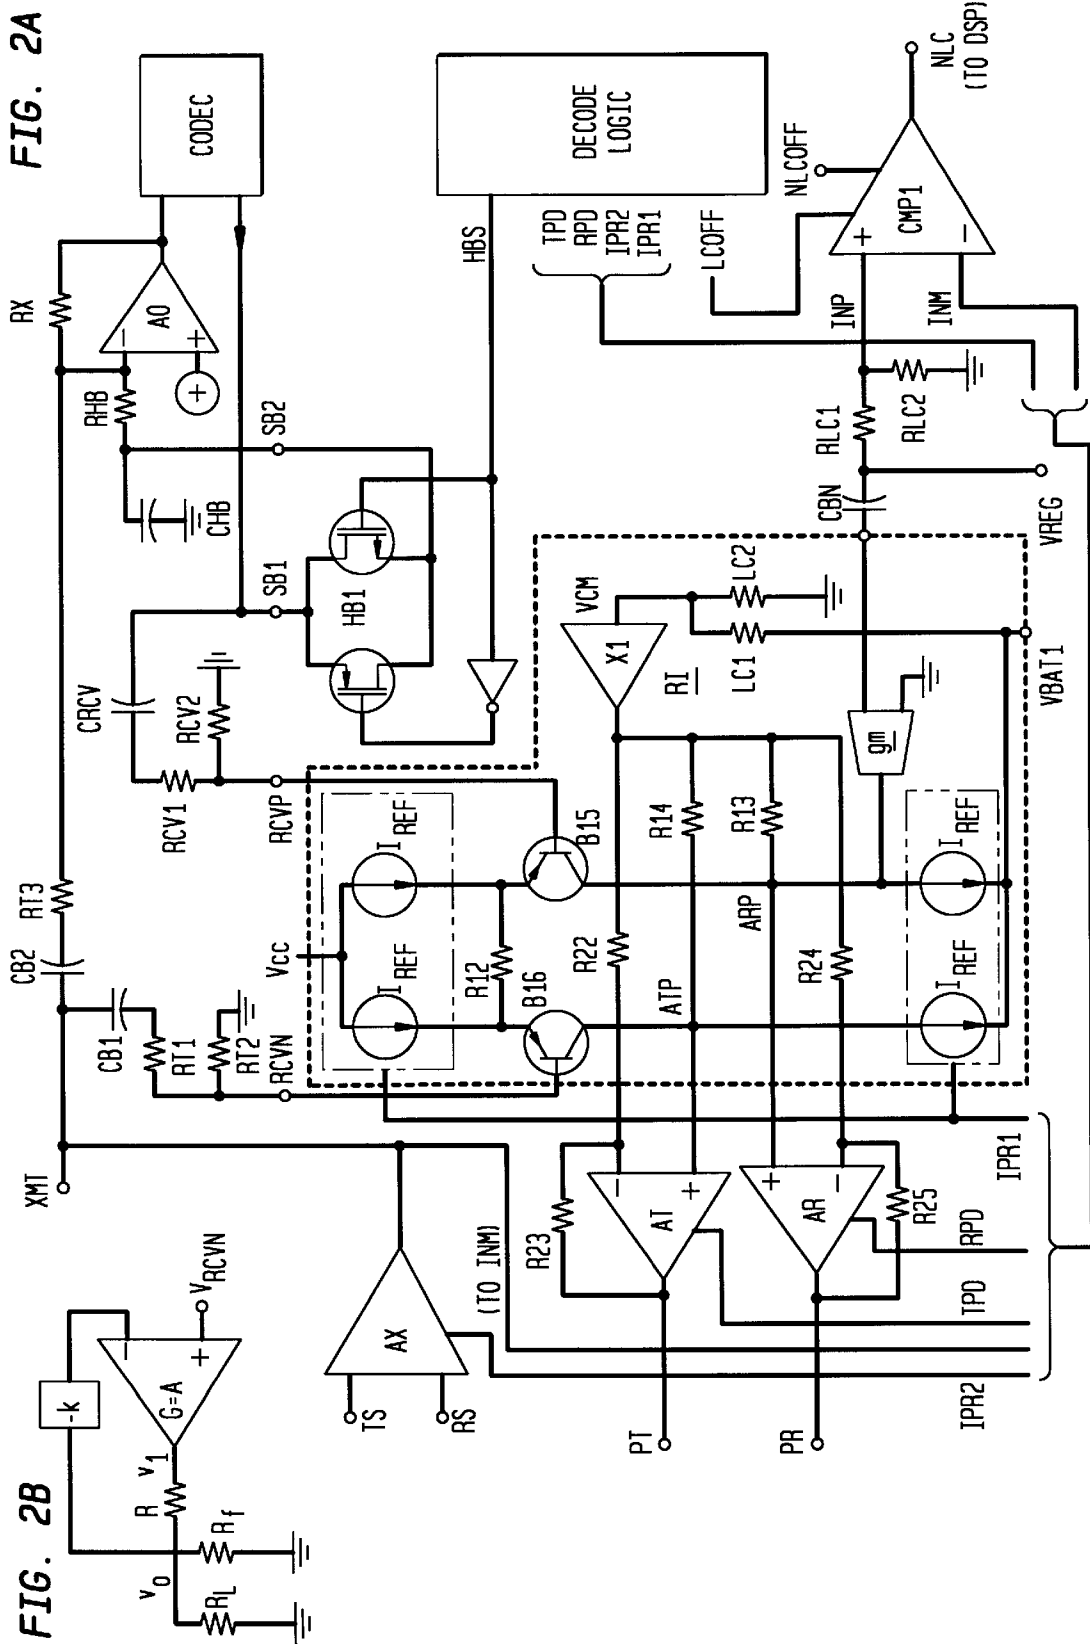 FIG. 2A
RX
CODEC
A0
−
+
+
RHB
CHB
SB2
SB1
HB1
HBS
DECODE
LOGIC
TPD
RPD
IPR2
IPR1
LCOFF
NLCOFF
NLC
(TO DSP)
CMP1
+
−
INP
INM
RLC1
RLC2
CBN
VREG
CRCV
RCV2
RCV1
RCVP
RT3
CB2
CB1
RT1
RT2
RCVN
XMT
Vcc
IREF
IREF
R12
B15
B16
VCM
X1
RI
LC1
LC2
VBAT1
gm
R14
R13
R22
R24
ARP
ATP
IREF
IREF
IPR1
RPD
TPD
IPR2
(TO INM)
R23
AT
−
+
AR
+
−
R25
AX
TS
RS
PT
PR
FIG. 2B
-k
−
+
G=A
VRCVN
V1
R
Rf
V0
RL